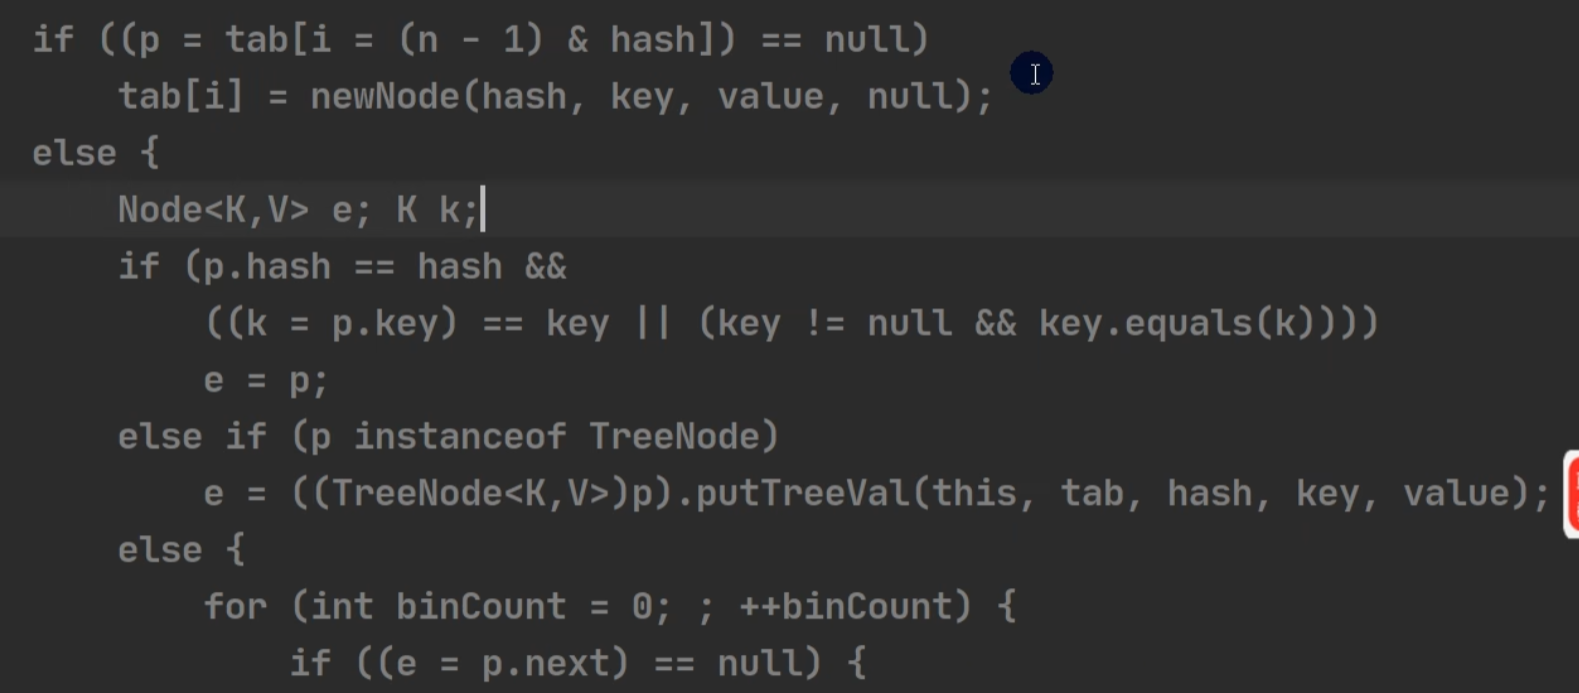 if ((p = tab[i = (n - 1) & hash]) == null)
    tab[i] = newNode(hash, key, value, null);
else {
    Node<K,V> e; K k;
    if (p.hash == hash &&
        ((k = p.key) == key || (key != null && key.equals(k))))
        e = p;
    else if (p instanceof TreeNode)
        e = ((TreeNode<K,V>)p).putTreeVal(this, tab, hash, key, value);
    else {
        for (int binCount = 0; ; ++binCount) {
            if ((e = p.next) == null) {